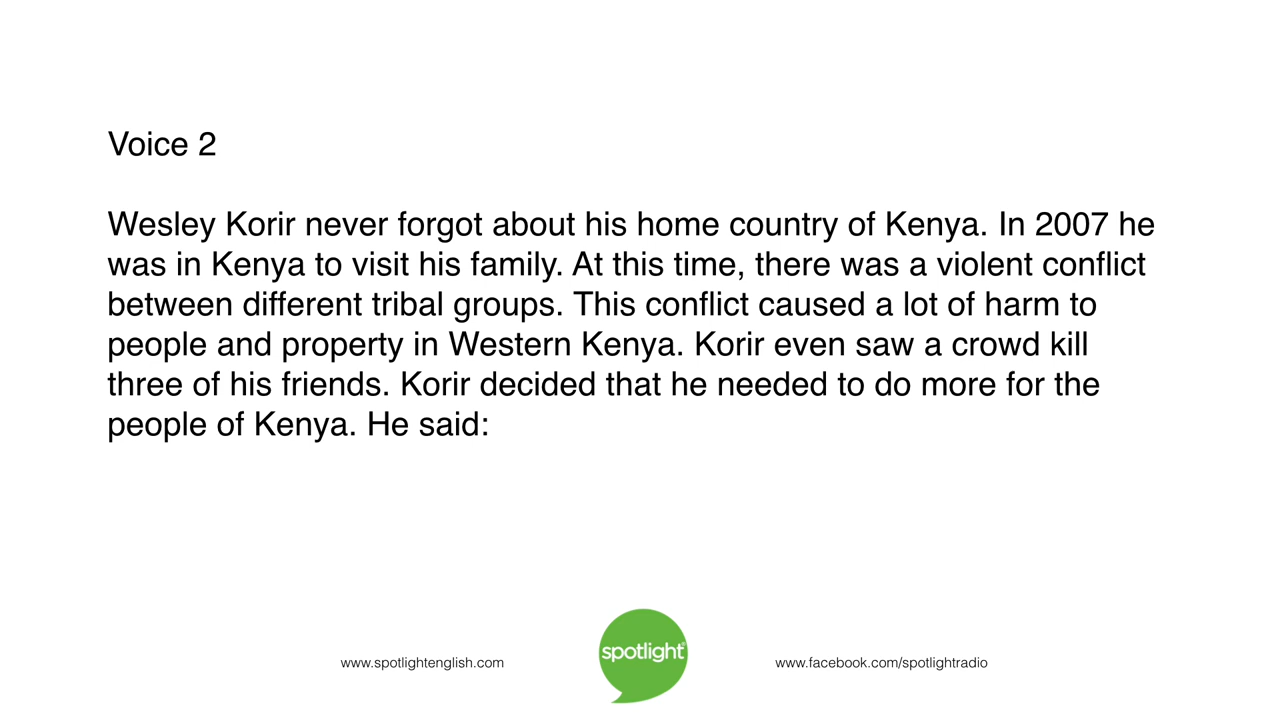 Voice 2
Wesley Korir never forgot about his home country of Kenya. In 2007 he
was in Kenya to visit his family. At this time, there was a violent conflict
between different tribal groups. This conflict caused a lot of harm to
people and property in Western Kenya. Korir even saw a crowd kill
three of his friends. Korir decided that he needed to do more for the
people of Kenya. He said:
www.spotlightenglish.com
spotlight®
www.facebook.com/spotlightradio